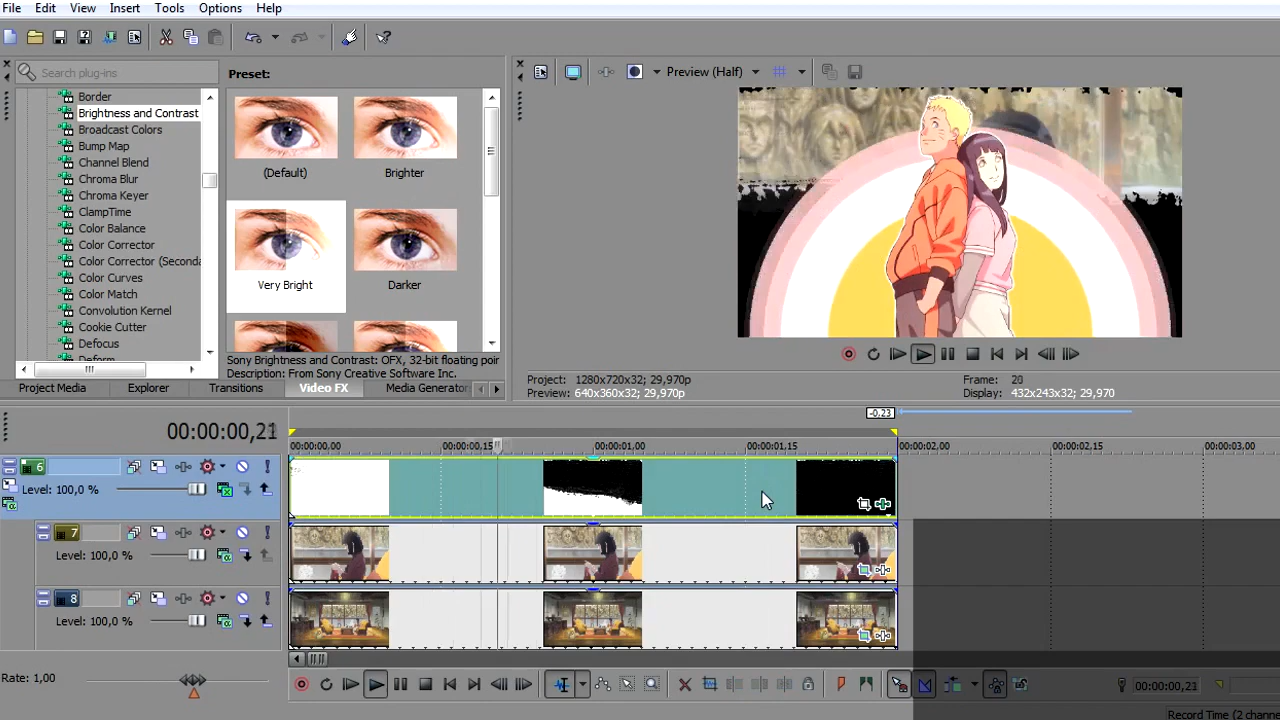 File Edit View Insert Tools Options Help
Search plug-ins
Preset:
Preview (Half)
Border
Brightness and Contrast
Broadcast Colors
Bump Map
Channel Blend
Chroma Blur
Chroma Keyer
ClampTime
Color Balance
Color Corrector
Color Corrector (Seconda
Color Curves
Color Match
Convolution Kernel
Cookie Cutter
Defocus
Deform
(Default)
Brighter
Very Bright
Darker
Sony Brightness and Contrast: OFX, 32-bit floating poir
Description: From Sony Creative Software Inc.
Project Media Explorer Transitions Video FX Media Generator
Project: 1280x720x32; 29,970p
Preview: 640x360x32; 29,970p
Frame: 20
Display: 432x243x32; 29,970
-0,23
00:00:00,21
00:00:00,00 00:00:00,15 00:00:01,00 00:00:01,15 00:00:02,00 00:00:02,15 00:00:03,00
6
Level: 100,0 %
7
Level: 100,0 %
8
Level: 100,0 %
Rate: 1,00
00:00:00,21
Record Time (2 channe